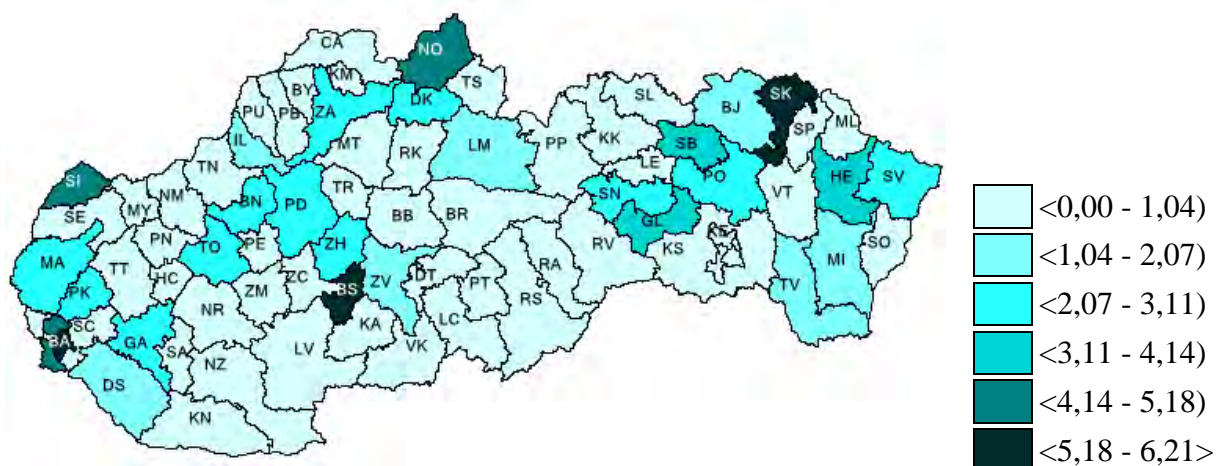 CA
NO
KM
TS
BY
PU
PB
ZA
DK
SL
BJ
SK
SP
ML
IL
MT
RK
LM
PP
KK
SB
LE
PO
HE
SV
TN
SI
NM
MY
SE
BN
PD
TR
BB
BR
SN
GL
VT
PN
TO
PE
ZH
RV
KS
KE
SO
MA
TT
HC
ZM
ZC
BS
ZV
DT
PT
RA
MI
TV
PK
NR
RS
SC
BA
GA
SA
KA
LC
LV
VK
NZ
DS
KN
<0,00 - 1,04)
<1,04 - 2,07)
<2,07 - 3,11)
<3,11 - 4,14)
<4,14 - 5,18)
<5,18 - 6,21>